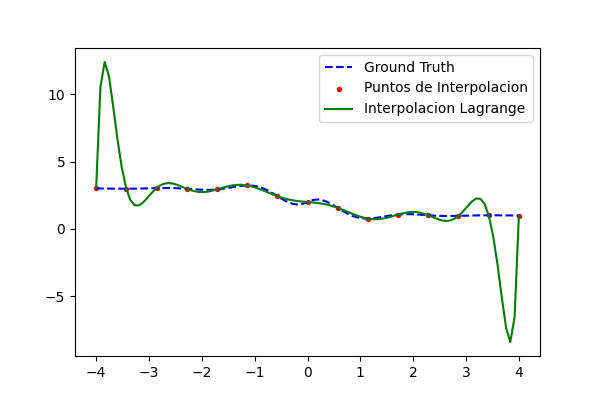 Ground Truth
Puntos de Interpolacion
Interpolacion Lagrange
10
5
0
−5
−4 −3 −2 −1 0 1 2 3 4